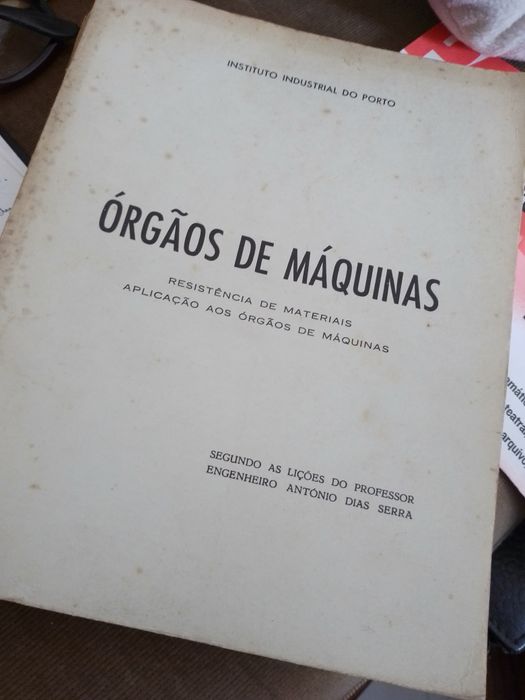 INSTITUTO INDUSTRIAL DO PORTO
ÓRGÃOS DE MÁQUINAS
RESISTÊNCIA DE MATERIAIS
APLICAÇÃO AOS ÓRGÃOS DE MÁQUINAS
SEGUNDO AS LIÇÕES DO PROFESSOR
ENGENHEIRO ANTÓNIO DIAS SERRA